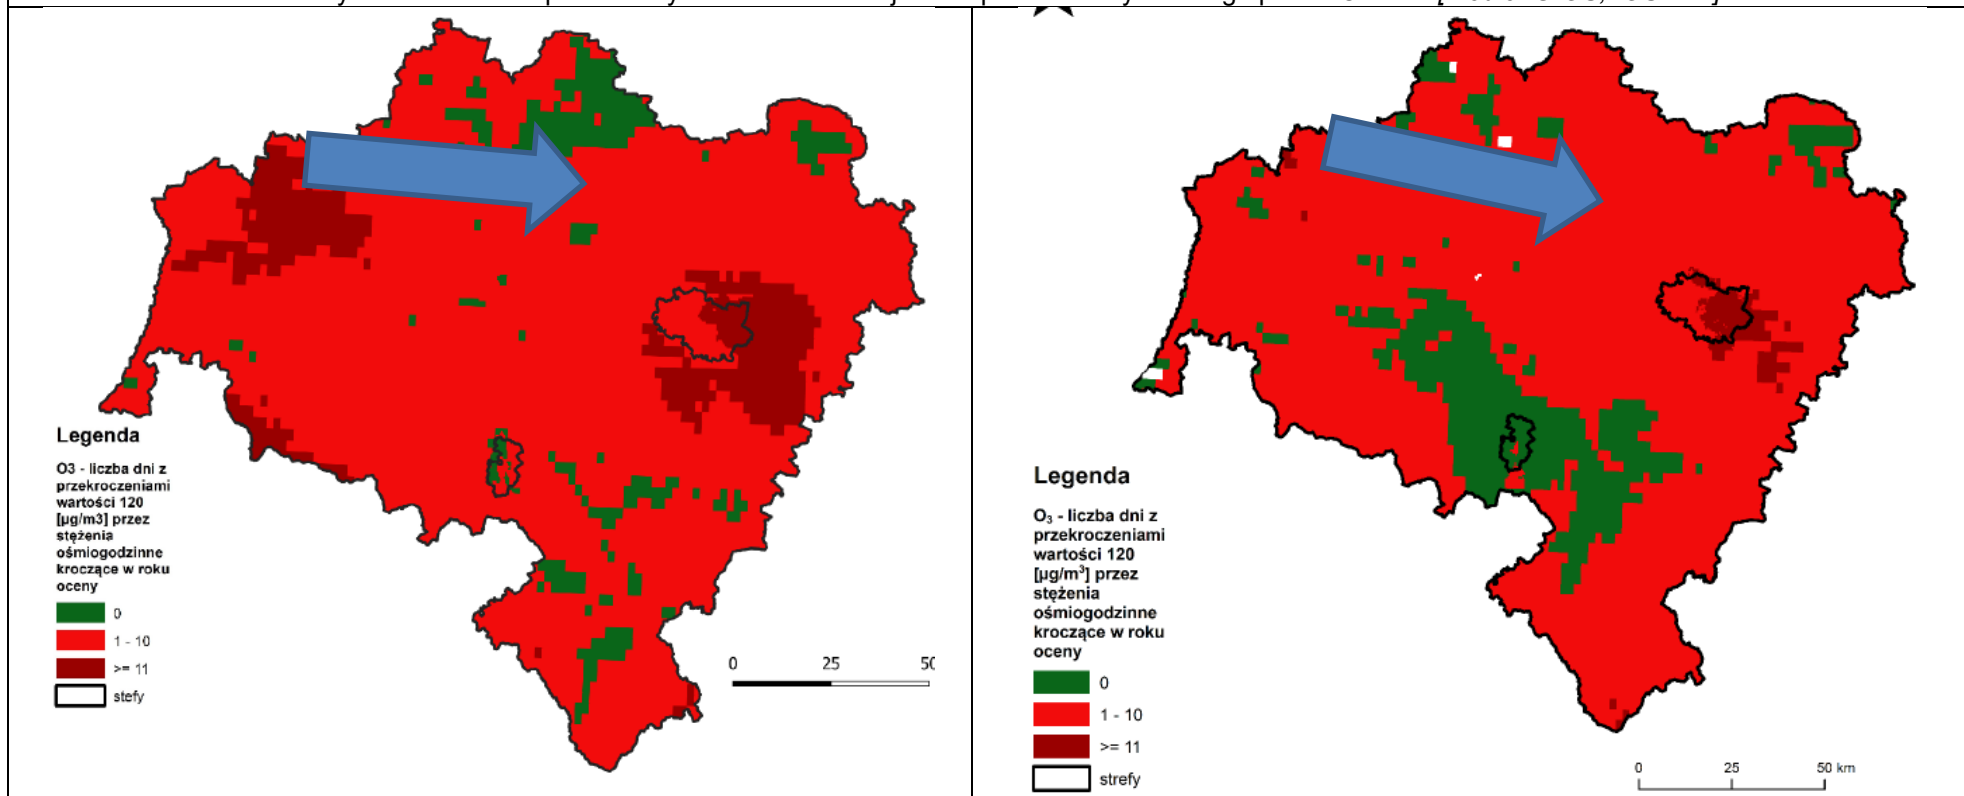 Legenda
O3 - liczba dni z
przekroczeniami
wartości 120
[µg/m3] przez
stężenia
ośmiogodzinne
kroczące w roku
oceny
0
1 - 10
>= 11
stefy
0 25
Legenda
O₃ - liczba dni z
przekroczeniami
wartości 120
[µg/m³] przez
stężenia
ośmiogodzinne
kroczące w roku
oceny
0
1 - 10
>= 11
strefy
0 25 50 km